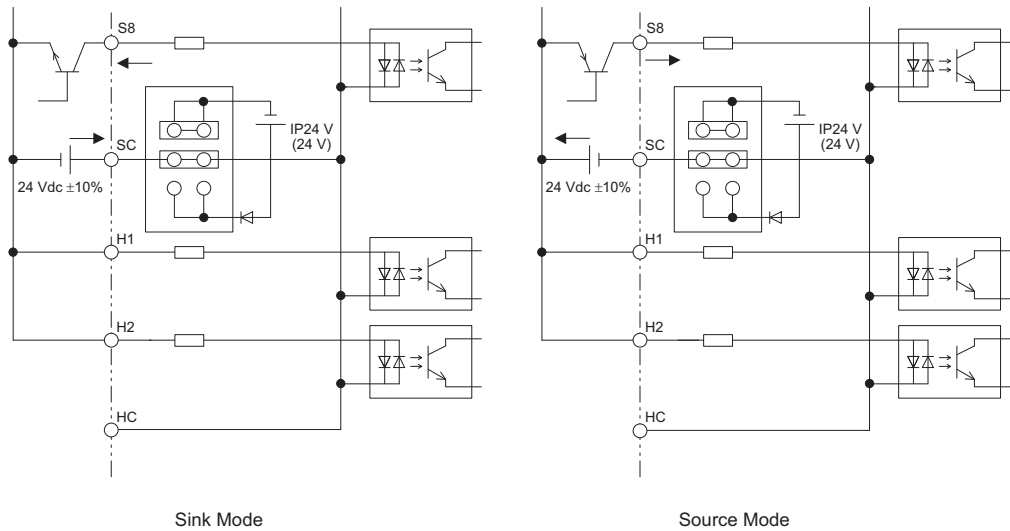 S8
IP24 V
(24 V)
SC
24 Vdc ±10%
H1
H2
HC
Sink Mode
S8
IP24 V
(24 V)
SC
24 Vdc ±10%
H1
H2
HC
Source Mode